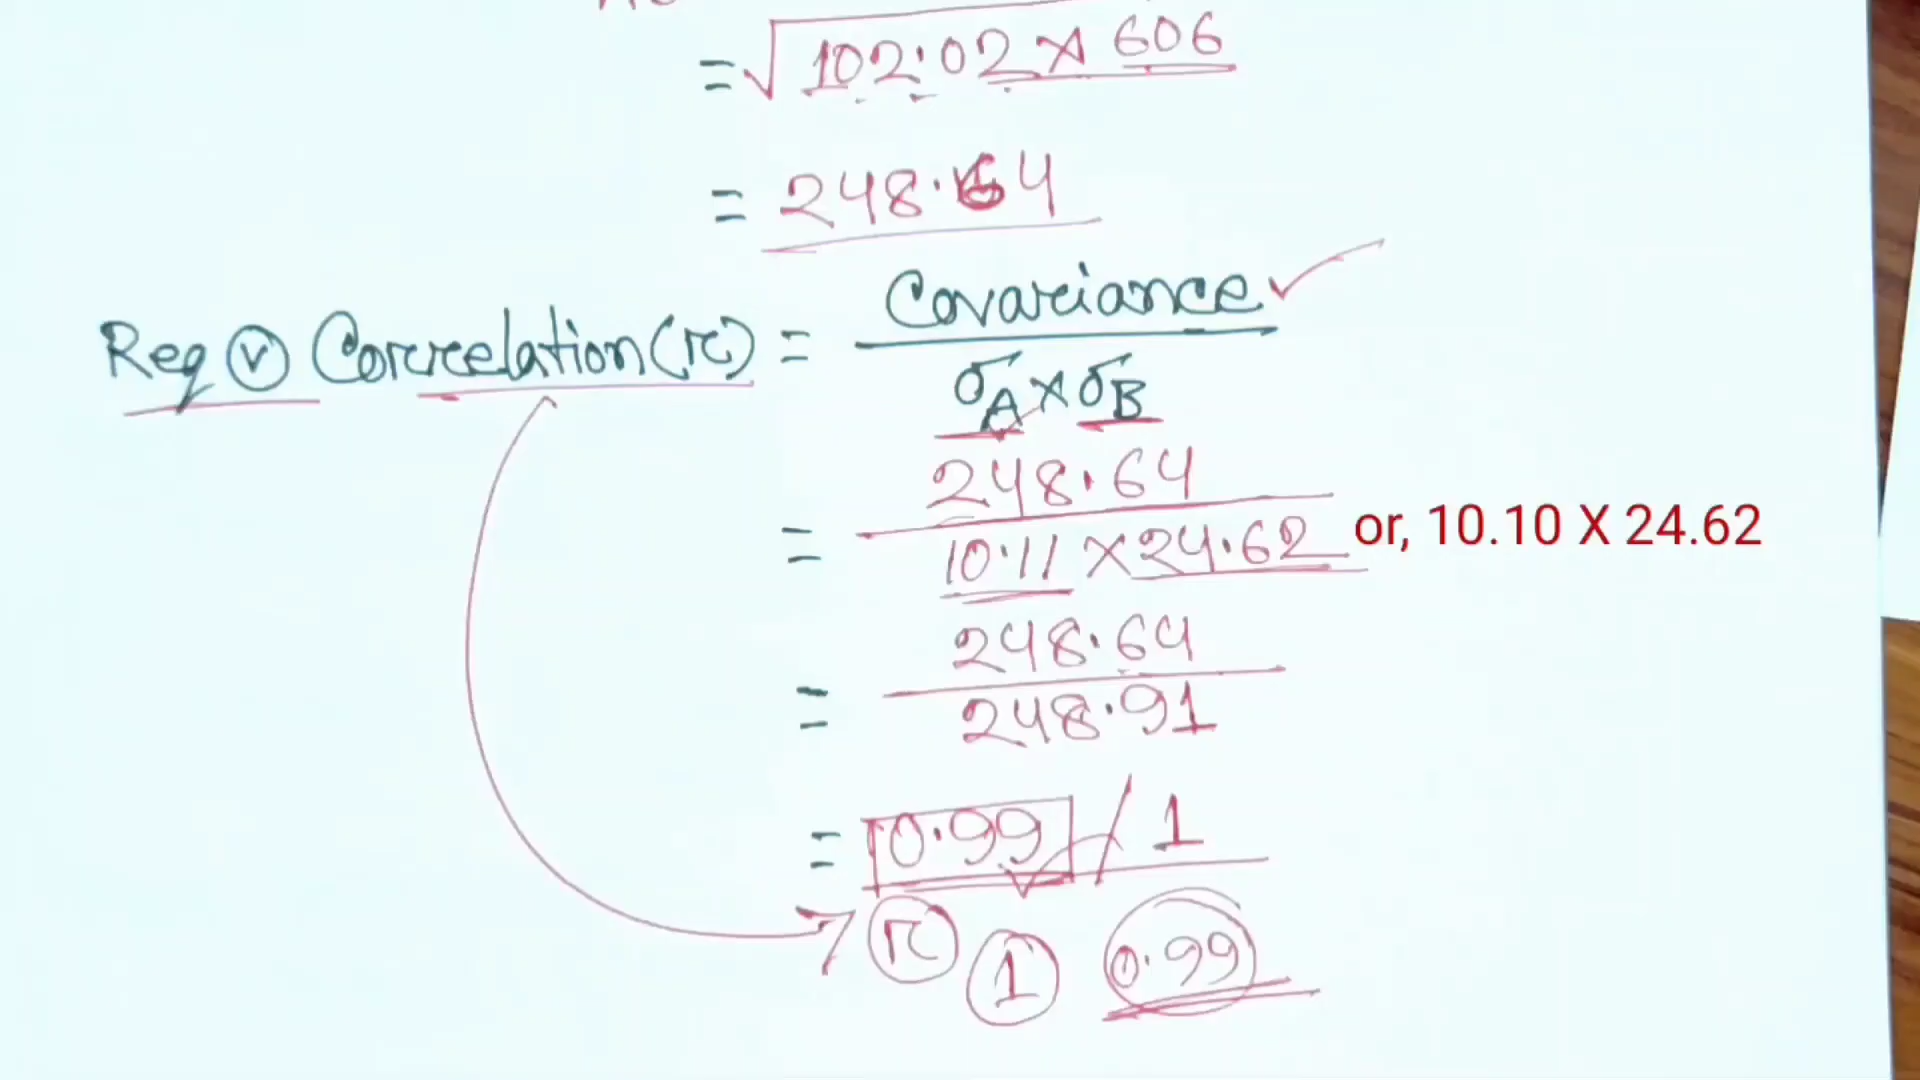 = √102.02 × 606
= 248.64
Req (v) Correlation (r) = Covariance ✓
σA × σB
= 248.64
10.11 × 24.62 or, 10.10 X 24.62
= 248.64
248.91
= 0.99 / 1
r 1 0.99